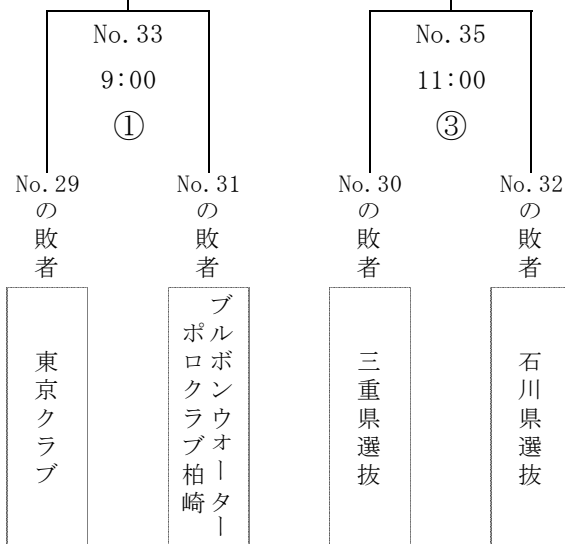 No.33
9:00
①
No.35
11:00
③
No.29
の敗者
No.31
の敗者
No.30
の敗者
No.32
の敗者
東京クラブ
ブルボンウオーター
ポロクラブ柏崎
三重県選抜
石川県選抜